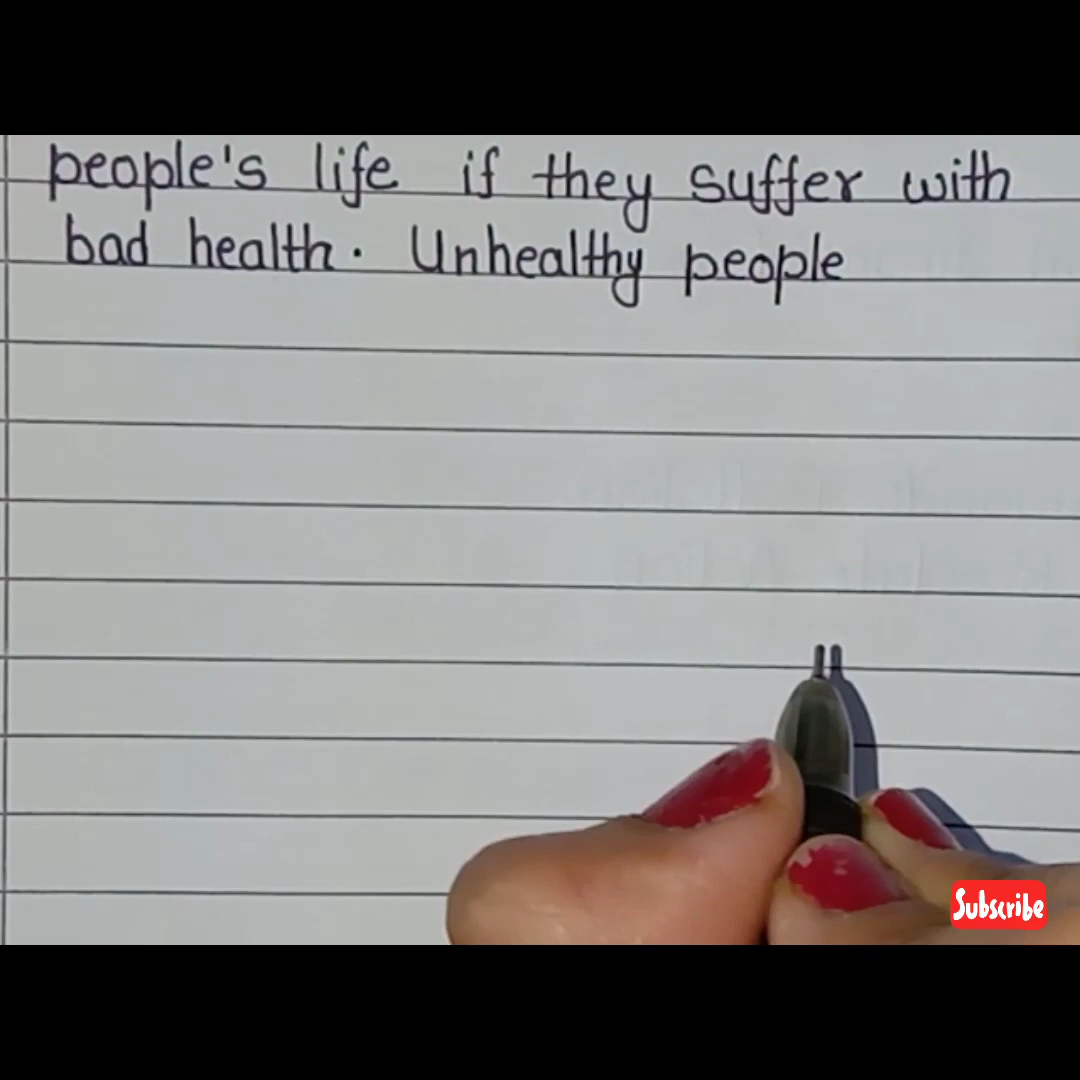 people's life if they suffer with
bad health. Unhealthy people
Subscribe